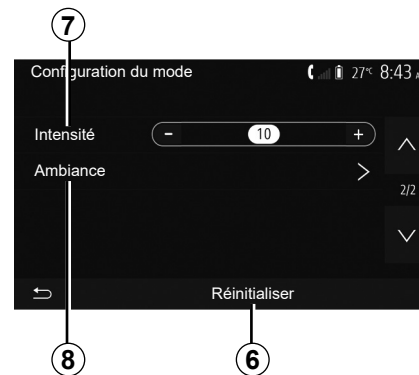 7
Configuration du mode 27°C 8:43
Intensité - 10 +
Ambiance >
2/2
Réinitialiser
8 6